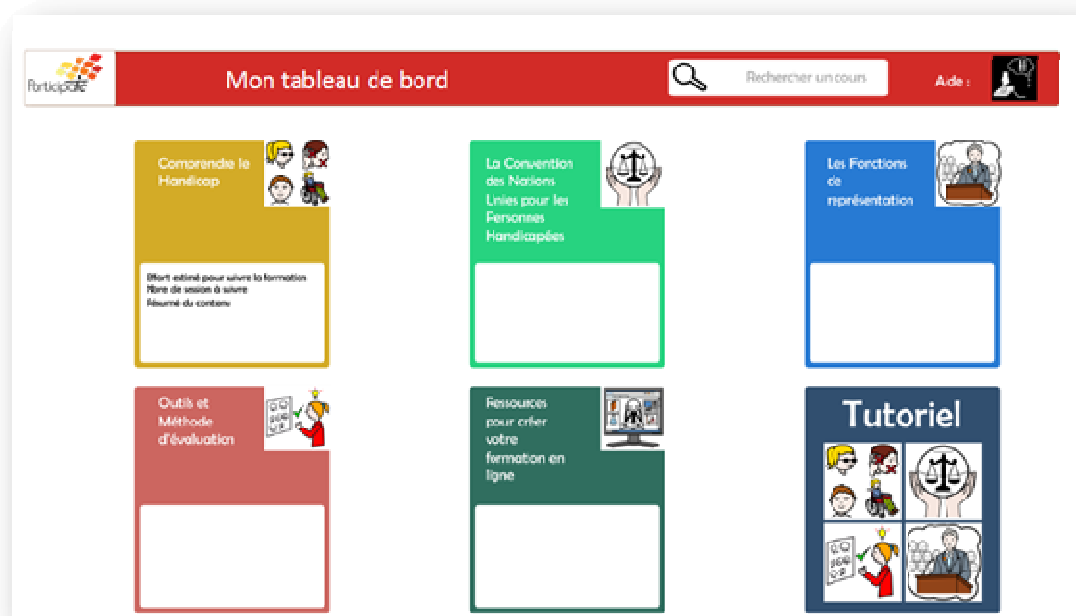 Participatic
Mon tableau de bord
Rechercher un cours
Aide :
Comprendre le
Handicap
Effort estimé pour suivre la formation
Nbre de session à suivre
Résumé du contenu
La Convention
des Nations
Unies pour les
Personnes
Handicapées
Les Fonctions
de
représentation
Outils et
Méthode
d'évaluation
Ressources
pour créer
votre
formation en
ligne
Tutoriel